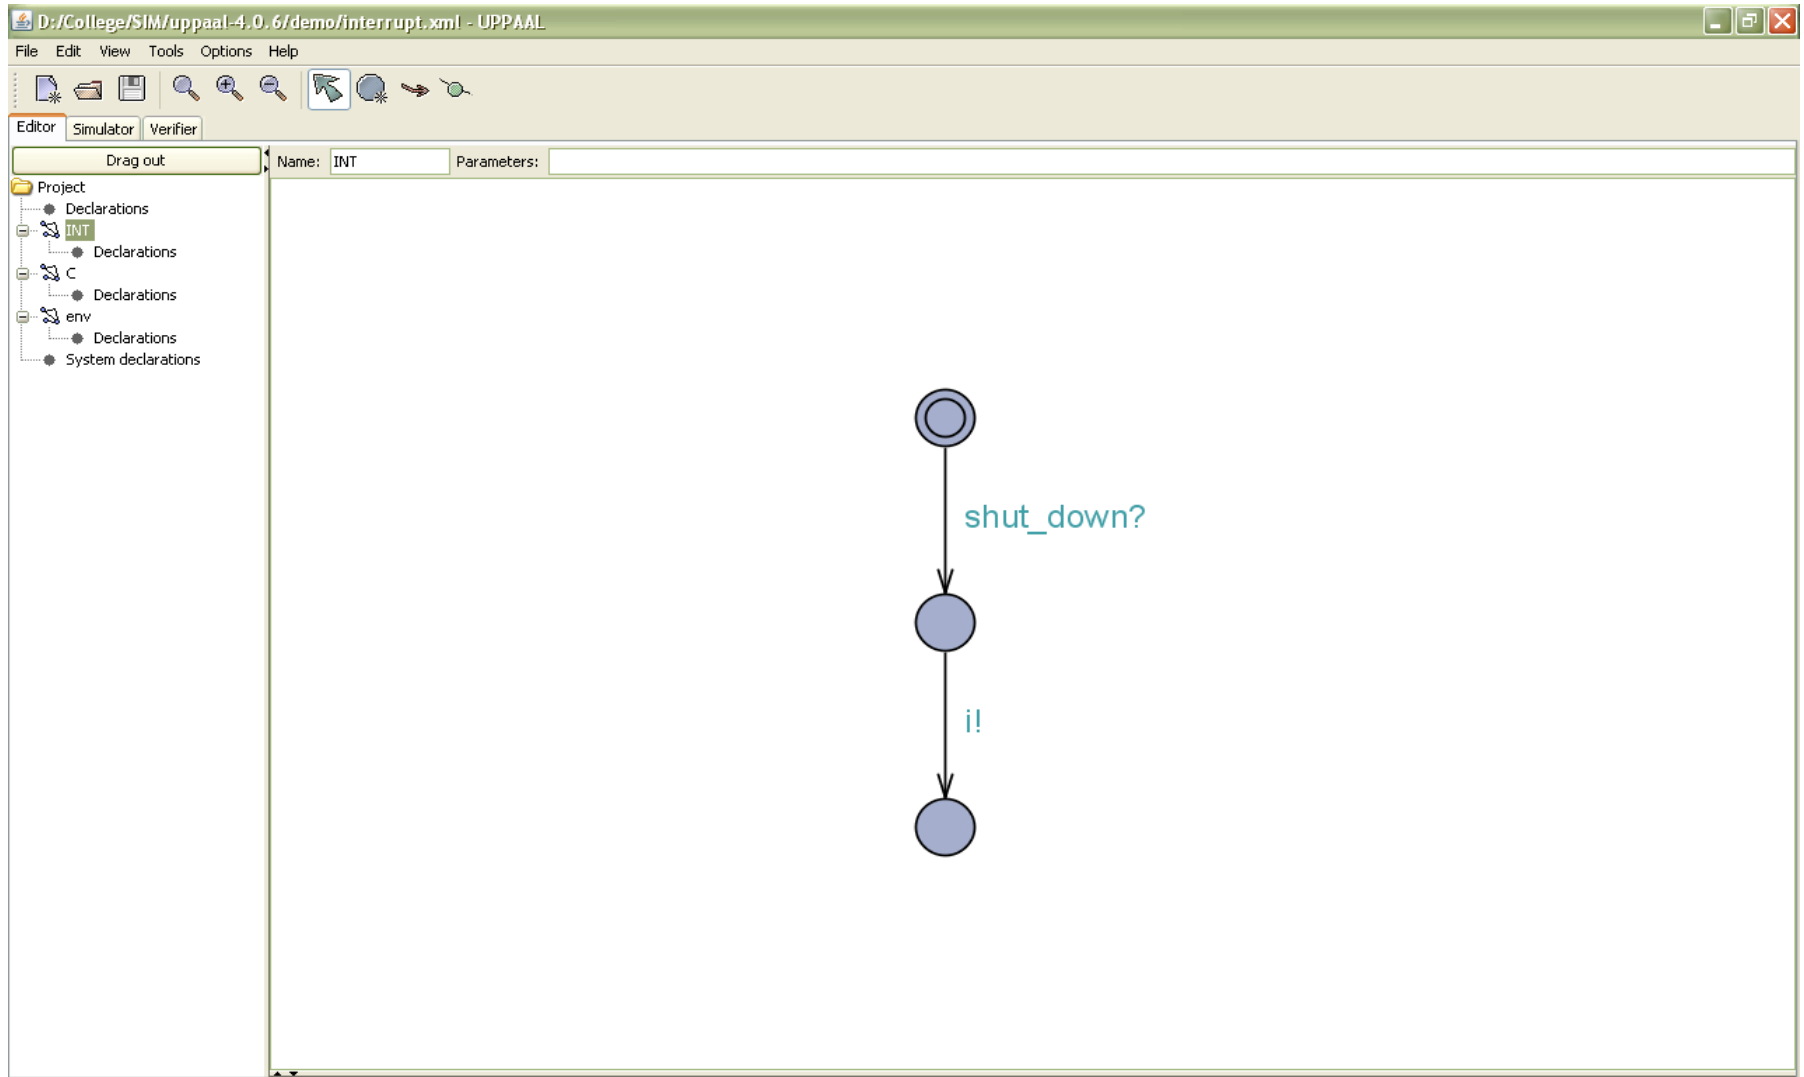 D:/College/SIM/uppaal-4.0.6/demo/interrupt.xml - UPPAAL
File Edit View Tools Options Help
Editor Simulator Verifier
Drag out
Name: INT Parameters:
Project
Declarations
INT
Declarations
C
Declarations
env
Declarations
System declarations
shut_down?
i!